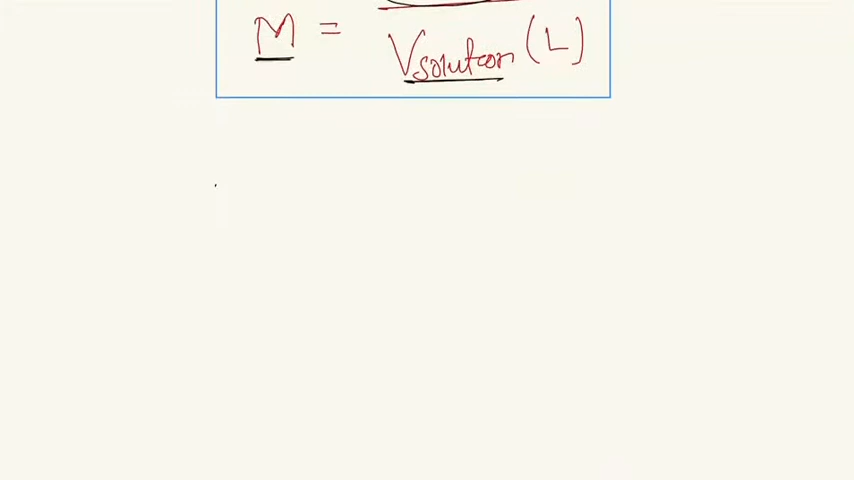 M =
Vsolution (L)